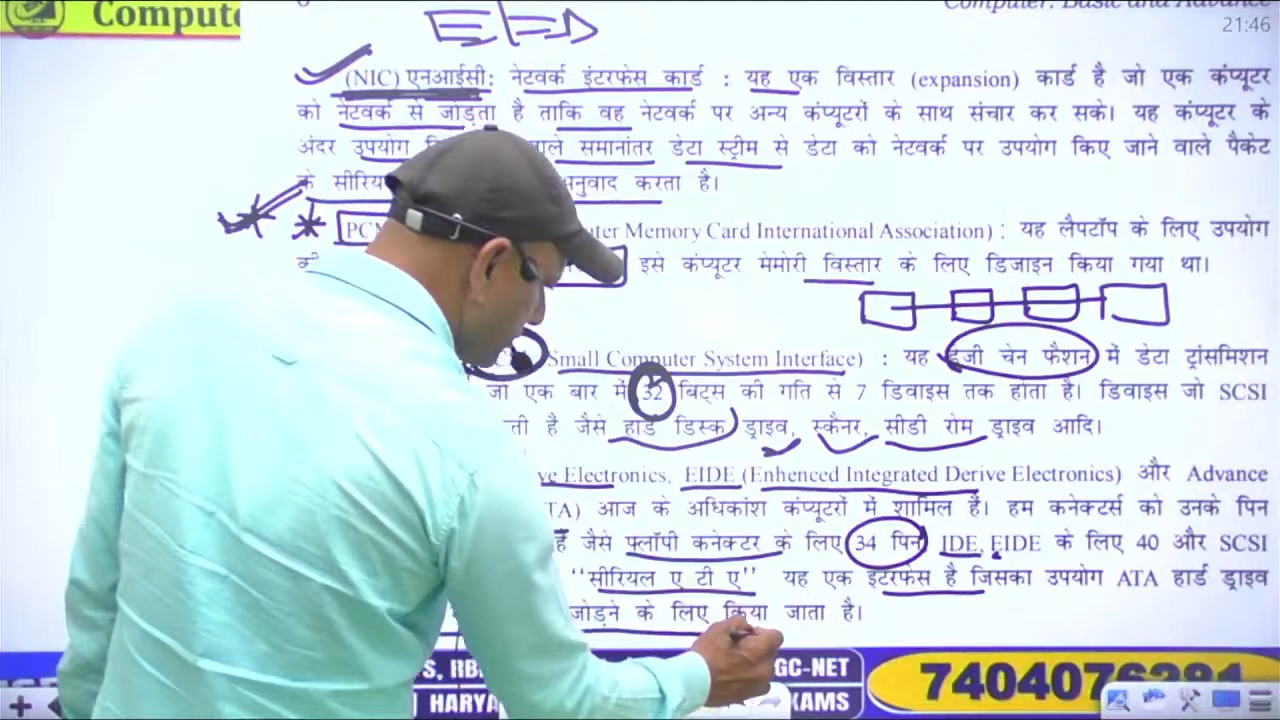 Compute
Computer: Basic and Advance
21:46
(NIC) एनआईसी: नेटवर्क इंटरफेस कार्ड : यह एक विस्तार (expansion) कार्ड है जो एक कंप्यूटर
को नेटवर्क से जोड़ता है ताकि वह नेटवर्क पर अन्य कंप्यूटरों के साथ संचार कर सके। यह कंप्यूटर के
अंदर उपयोग वाले समानांतर डेटा स्ट्रीम से डेटा को नेटवर्क पर उपयोग किए जाने वाले पैकेट
के सीरिय नुवाद करता है।
PCM ter Memory Card International Association) : यह लैपटॉप के लिए उपयोग
इसे कंप्यूटर मेमोरी विस्तार के लिए डिजाइन किया गया था।
Small Computer System Interface) : यह चेन फैशन में डेटा ट्रांसमिशन
जो एक बार में 32 बिट्स की गति से 7 डिवाइस तक होता है। डिवाइस जो SCSI
ती है जैसे हार्ड डिस्क ड्राइव, स्कैनर, सीडी रोम ड्राइव आदि।
ve Electronics, EIDE (Enhenced Integrated Derive Electronics) और Advance
TA) आज के अधिकांश कंप्यूटरों में शामिल हैं। हम कनेक्टर्स को उनके पिन
हैं जैसे फ्लॉपी कनेक्टर के लिए 34 पिन IDE, EIDE के लिए 40 और SCSI
"सीरियल ए टी ए" यह एक इंटरफेस है जिसका उपयोग ATA हार्ड ड्राइव
जोड़ने के लिए किया जाता है।
S, RB GC-NET
HARYA XAMS